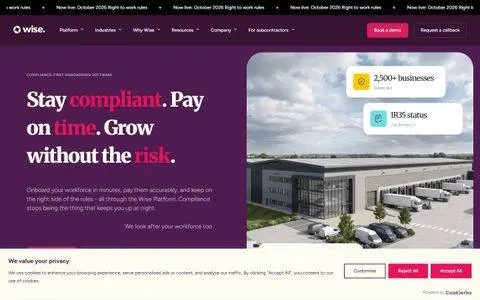 t to work rules
Now live: October 2026 Right to work rules
Now live: October 2026 Right to work rules
Now live: October 2026 Right to work rules
Now live: October 2026 Right t
wise.
Platform
Industries
Why Wise
Resources
Company
For subcontractors
Book a demo
Request a callback
COMPLIANCE-FIRST ONBOARDING SOFTWARE
Stay compliant. Pay
on time. Grow
without the risk.
Onboard your workforce in minutes, pay them accurately, and keep on
the right side of the rules - all through the Wise Platform. Compliance
stops being the thing that keeps you up at night.
We look after your workforce too.
2,500+ businesses
IR35 status
We value your privacy
We use cookies to enhance your browsing experience, serve personalised ads or content, and analyse our traffic. By clicking "Accept All", you consent to our
use of cookies.
Customise
Reject All
Accept All
Powered by